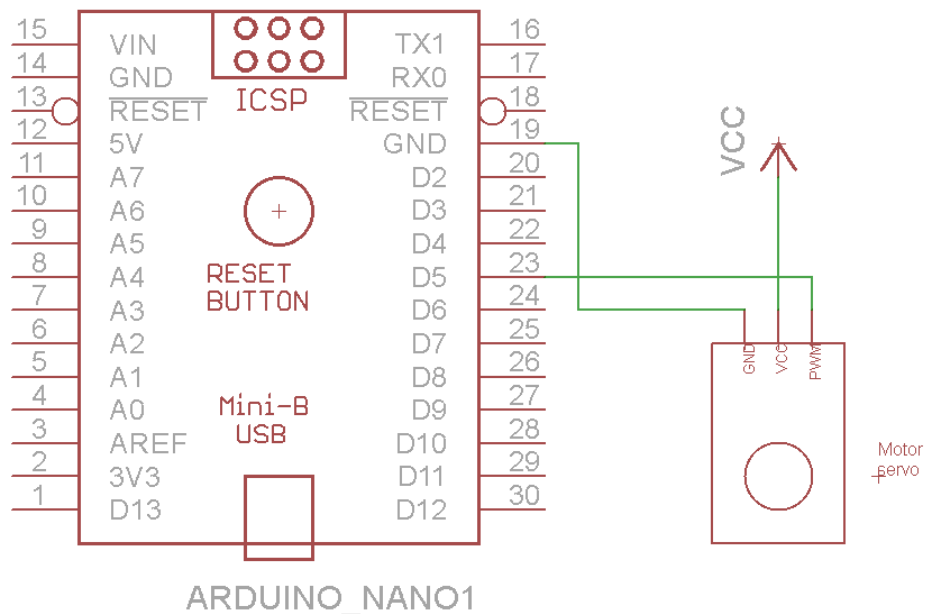 15 VIN TX1 16
14 GND RX0 17
13 RESET ICSP RESET 18
12 5V GND 19
11 A7 D2 20
10 A6 D3 21
9 A5 D4 22
8 A4 RESET D5 23
7 A3 BUTTON D6 24
6 A2 D7 25
5 A1 D8 26
4 A0 Mini-B D9 27
3 AREF USB D10 28
2 3V3 D11 29
1 D13 D12 30
ARDUINO_NANO1
VCC
GND
VCC
PWM
Motor
servo